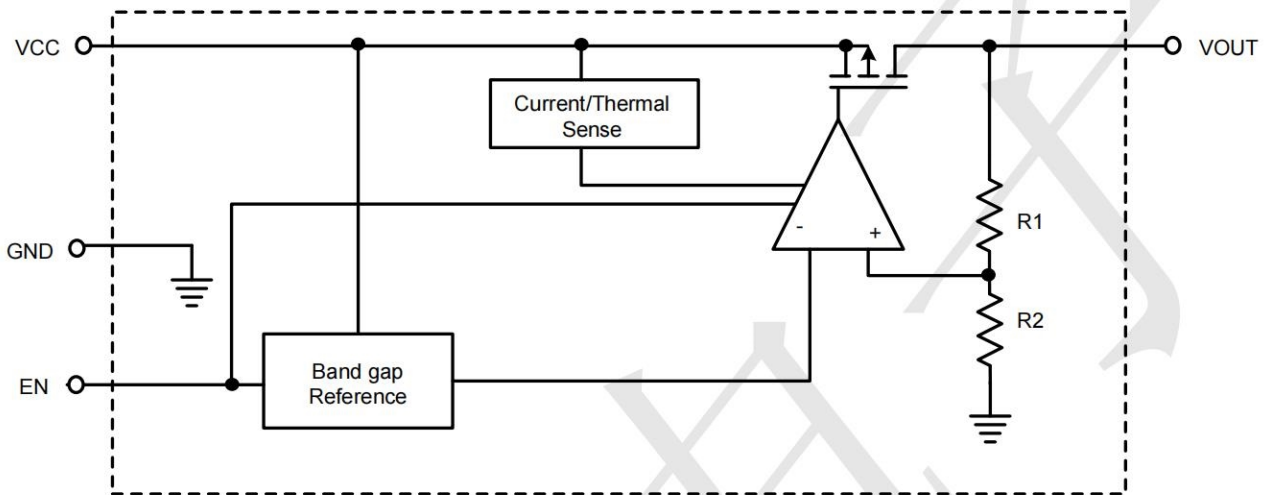 VCC
VOUT
Current/Thermal
Sense
- +
R1
GND
R2
EN
Band gap
Reference